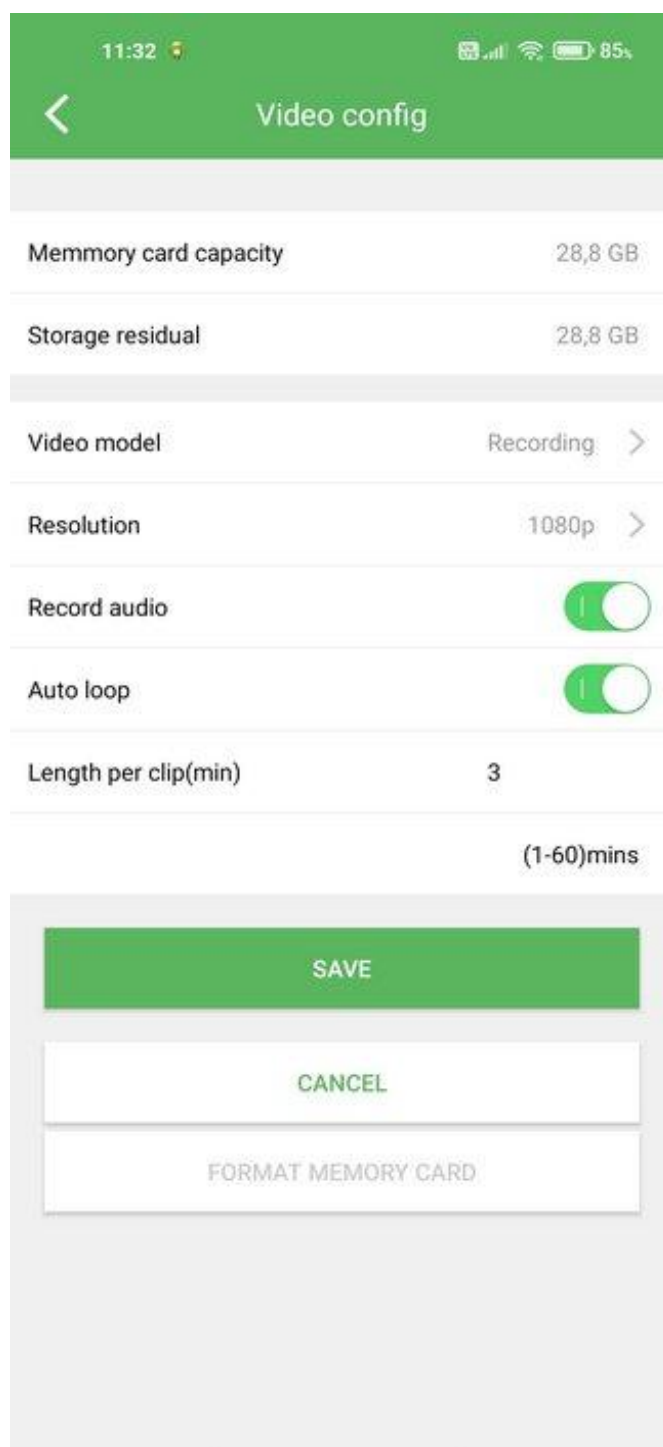 11:32 85%
Video config
Memmory card capacity 28,8 GB
Storage residual 28,8 GB
Video model Recording >
Resolution 1080p >
Record audio
Auto loop
Length per clip(min) 3
(1-60)mins
SAVE
CANCEL
FORMAT MEMORY CARD